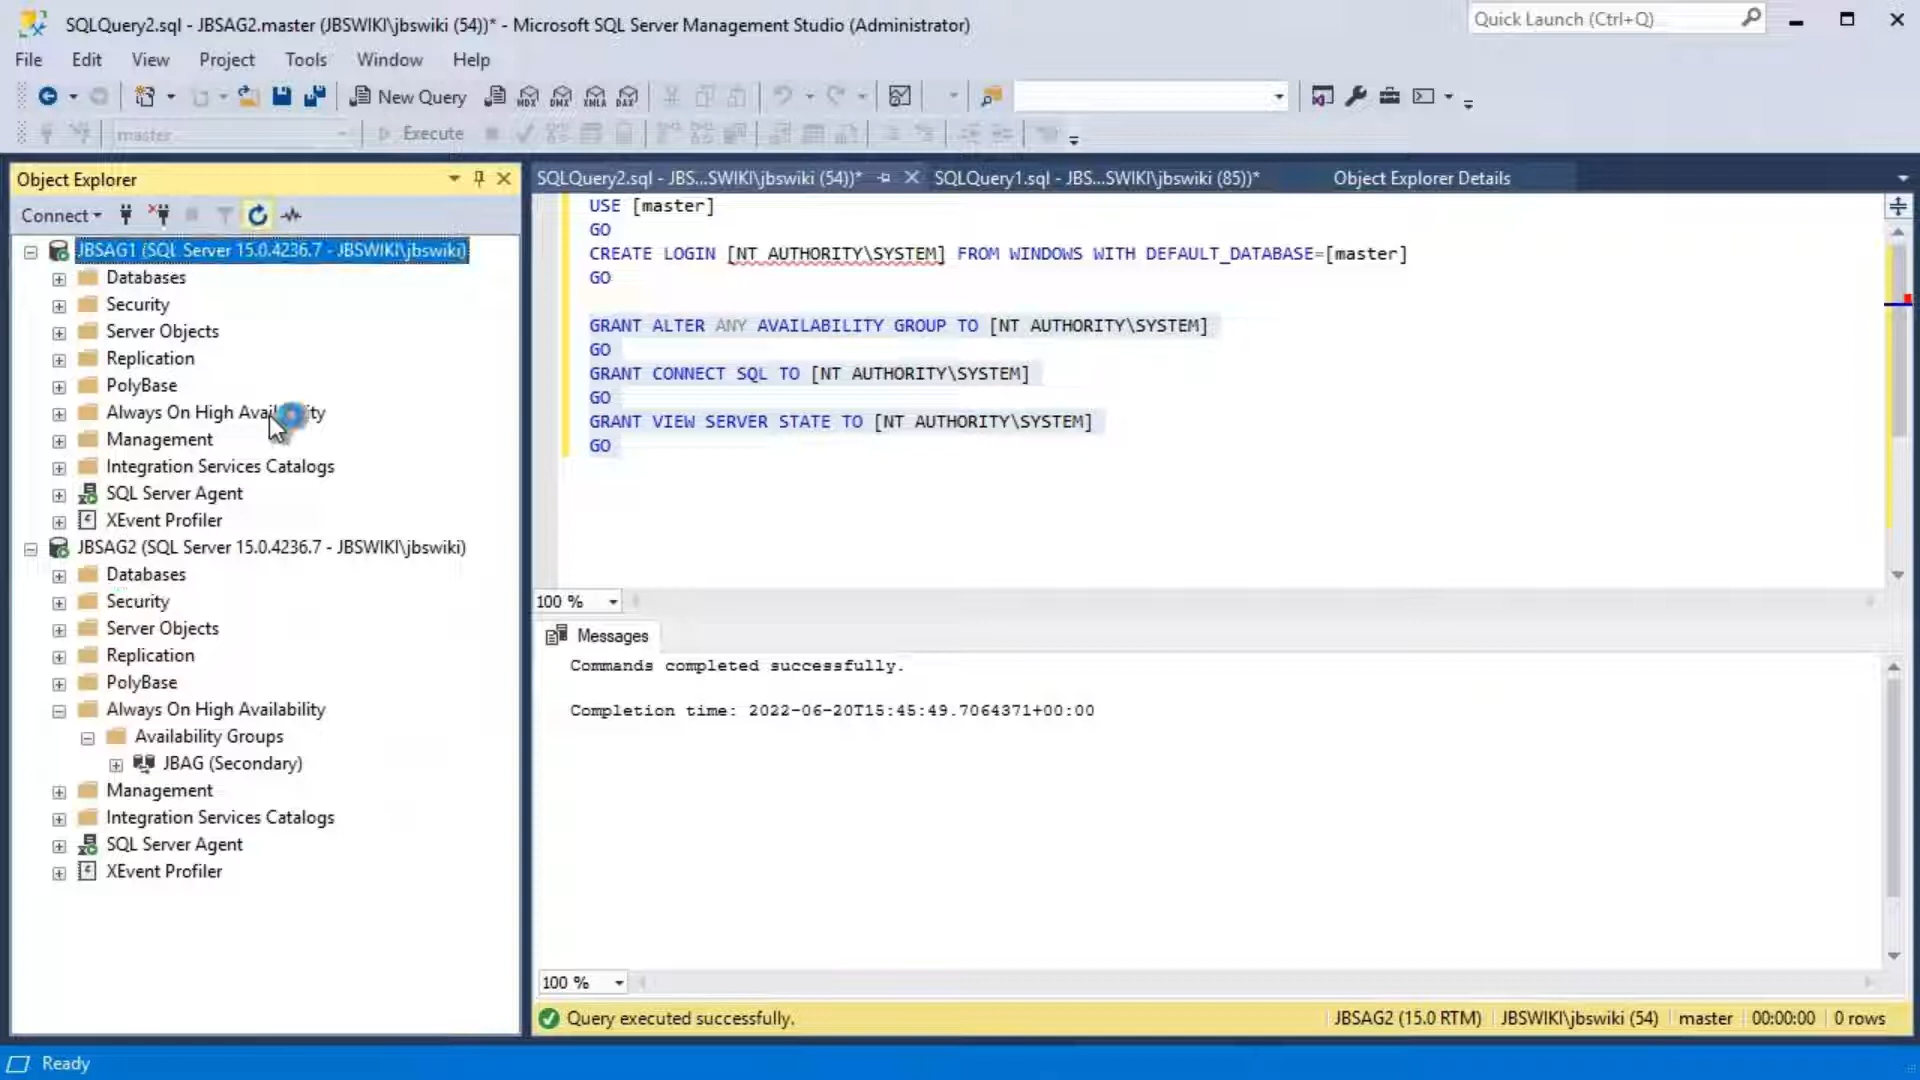 SQLQuery2.sql - JBSAG2.master (JBSWIKI\jbswiki (54))* - Microsoft SQL Server Management Studio (Administrator)
Quick Launch (Ctrl+Q)
File Edit View Project Tools Window Help
New Query MDX DMX XMLA DAX
master Execute
Object Explorer
SQLQuery2.sql - JBS...SWIKI\jbswiki (54))*
SQLQuery1.sql - JBS...SWIKI\jbswiki (85))*
Object Explorer Details
Connect
JBSAG1 (SQL Server 15.0.4236.7 - JBSWIKI\jbswiki)
Databases
Security
Server Objects
Replication
PolyBase
Always On High Availability
Management
Integration Services Catalogs
SQL Server Agent
XEvent Profiler
JBSAG2 (SQL Server 15.0.4236.7 - JBSWIKI\jbswiki)
Databases
Security
Server Objects
Replication
PolyBase
Always On High Availability
Availability Groups
JBAG (Secondary)
Management
Integration Services Catalogs
SQL Server Agent
XEvent Profiler
USE [master]
GO
CREATE LOGIN [NT AUTHORITY\SYSTEM] FROM WINDOWS WITH DEFAULT_DATABASE=[master]
GO
GRANT ALTER ANY AVAILABILITY GROUP TO [NT AUTHORITY\SYSTEM]
GO
GRANT CONNECT SQL TO [NT AUTHORITY\SYSTEM]
GO
GRANT VIEW SERVER STATE TO [NT AUTHORITY\SYSTEM]
GO
100 %
Messages
Commands completed successfully.
Completion time: 2022-06-20T15:45:49.7064371+00:00
100 %
Query executed successfully.
JBSAG2 (15.0 RTM) JBSWIKI\jbswiki (54) master 00:00:00 0 rows
Ready